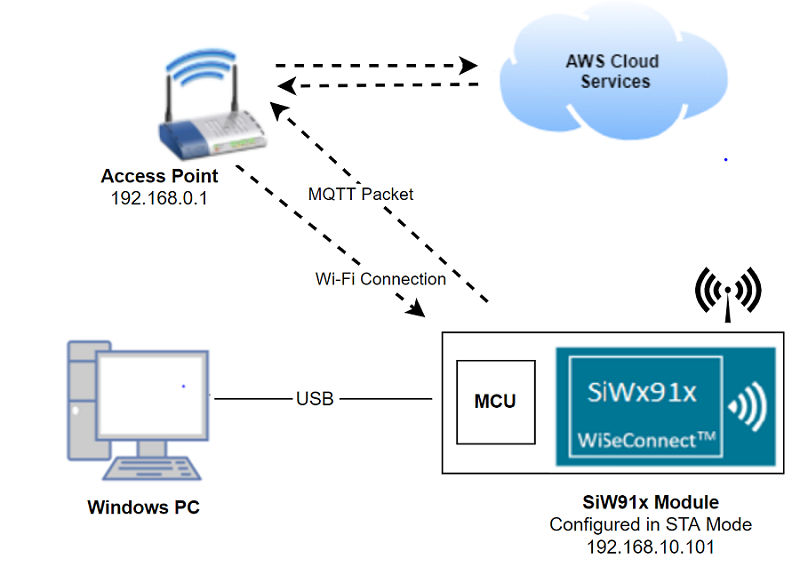 AWS Cloud
Services
Access Point
192.168.0.1
MQTT Packet
Wi-Fi Connection
USB
MCU
SiWx91x
WiSeConnect™
Windows PC
SiW91x Module
Configured in STA Mode
192.168.10.101